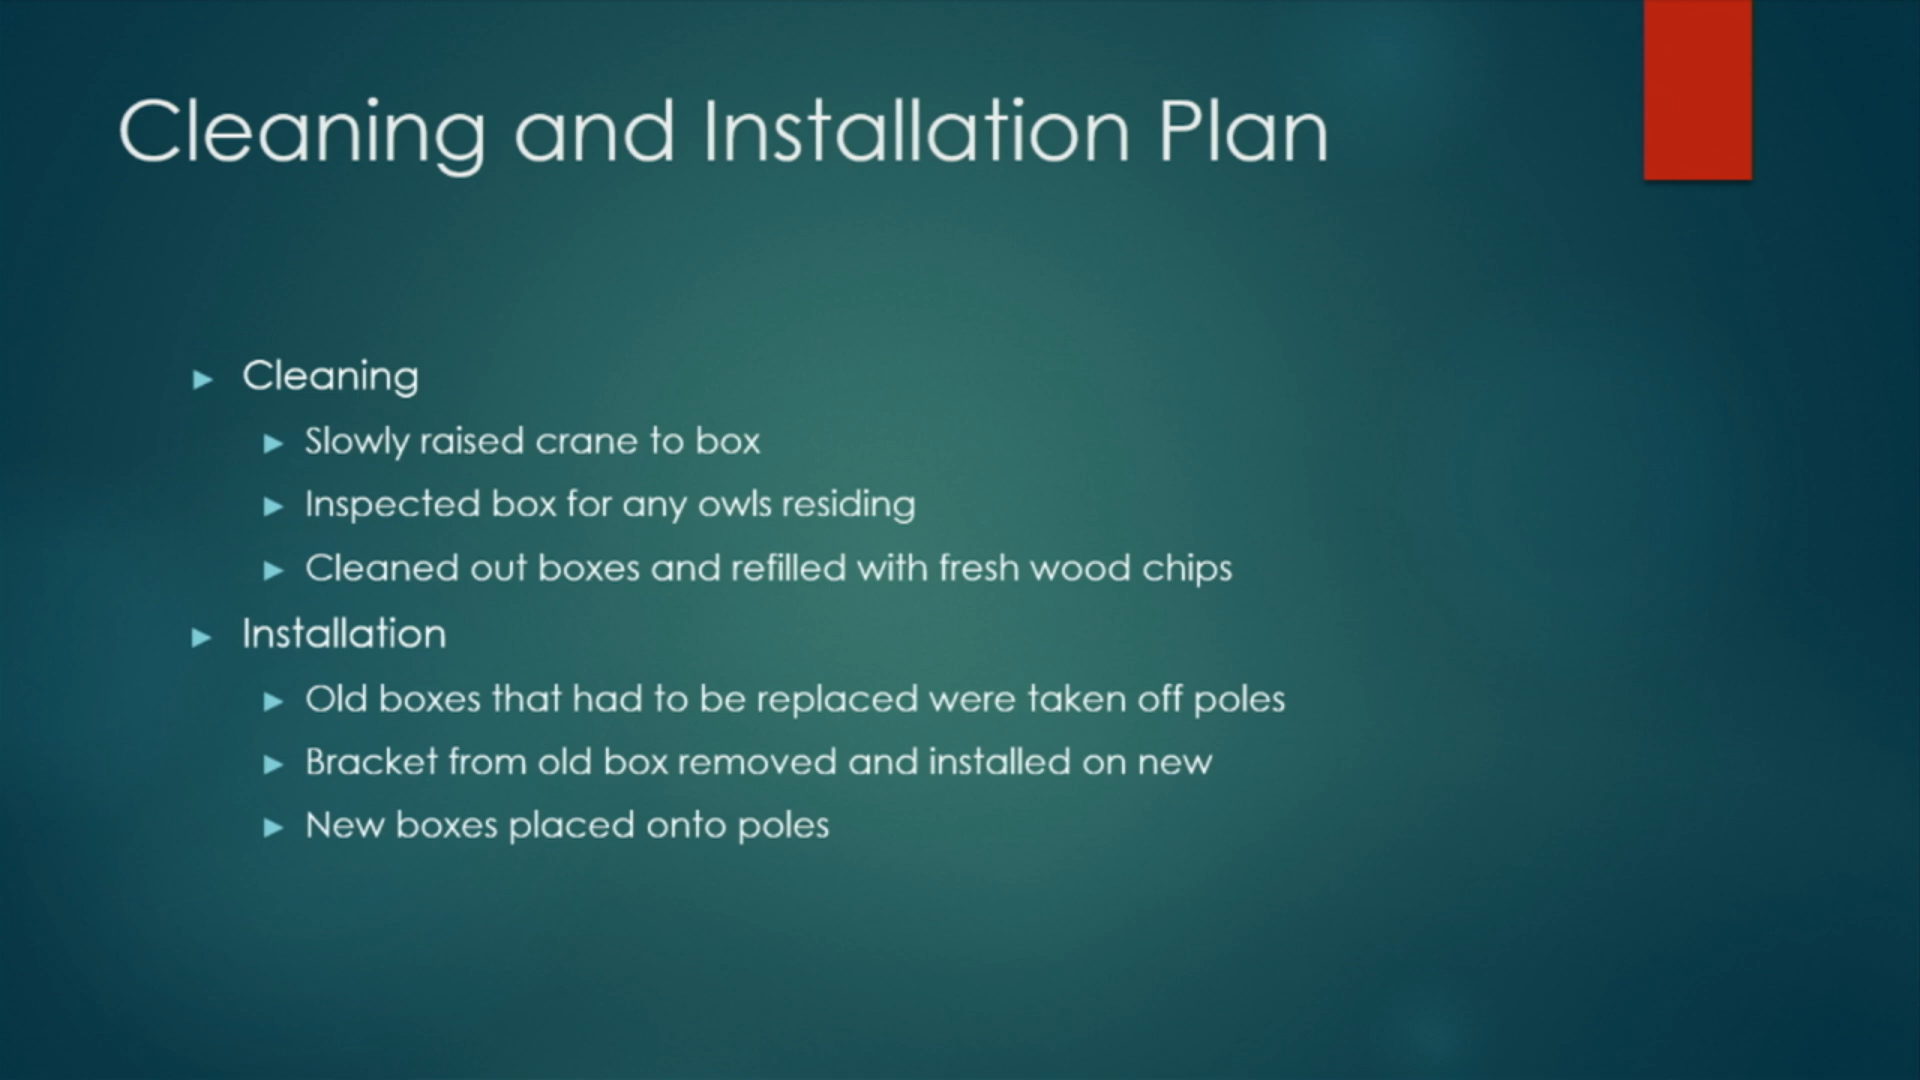 Cleaning and Installation Plan
Cleaning
Slowly raised crane to box
Inspected box for any owls residing
Cleaned out boxes and refilled with fresh wood chips
Installation
Old boxes that had to be replaced were taken off poles
Bracket from old box removed and installed on new
New boxes placed onto poles